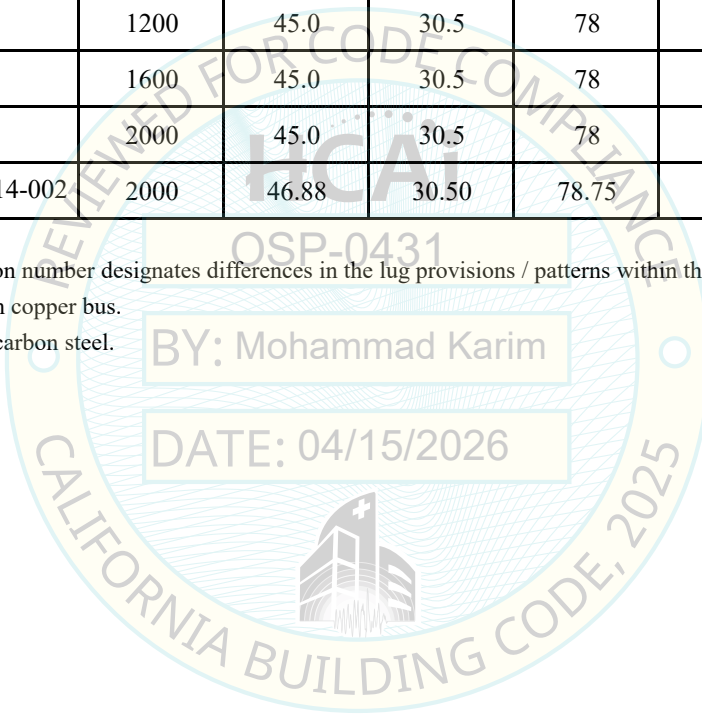 1200 45.0 30.5 78
1600 45.0 30.5 78
2000 45.0 30.5 78
14-002 2000 46.88 30.50 78.75
on number designates differences in the lug provisions / patterns within th
n copper bus.
carbon steel.
REVIEWED FOR CODE COMPLIANCE
HCAi
OSP-0431
BY: Mohammad Karim
DATE: 04/15/2026
CALIFORNIA BUILDING CODE, 2025